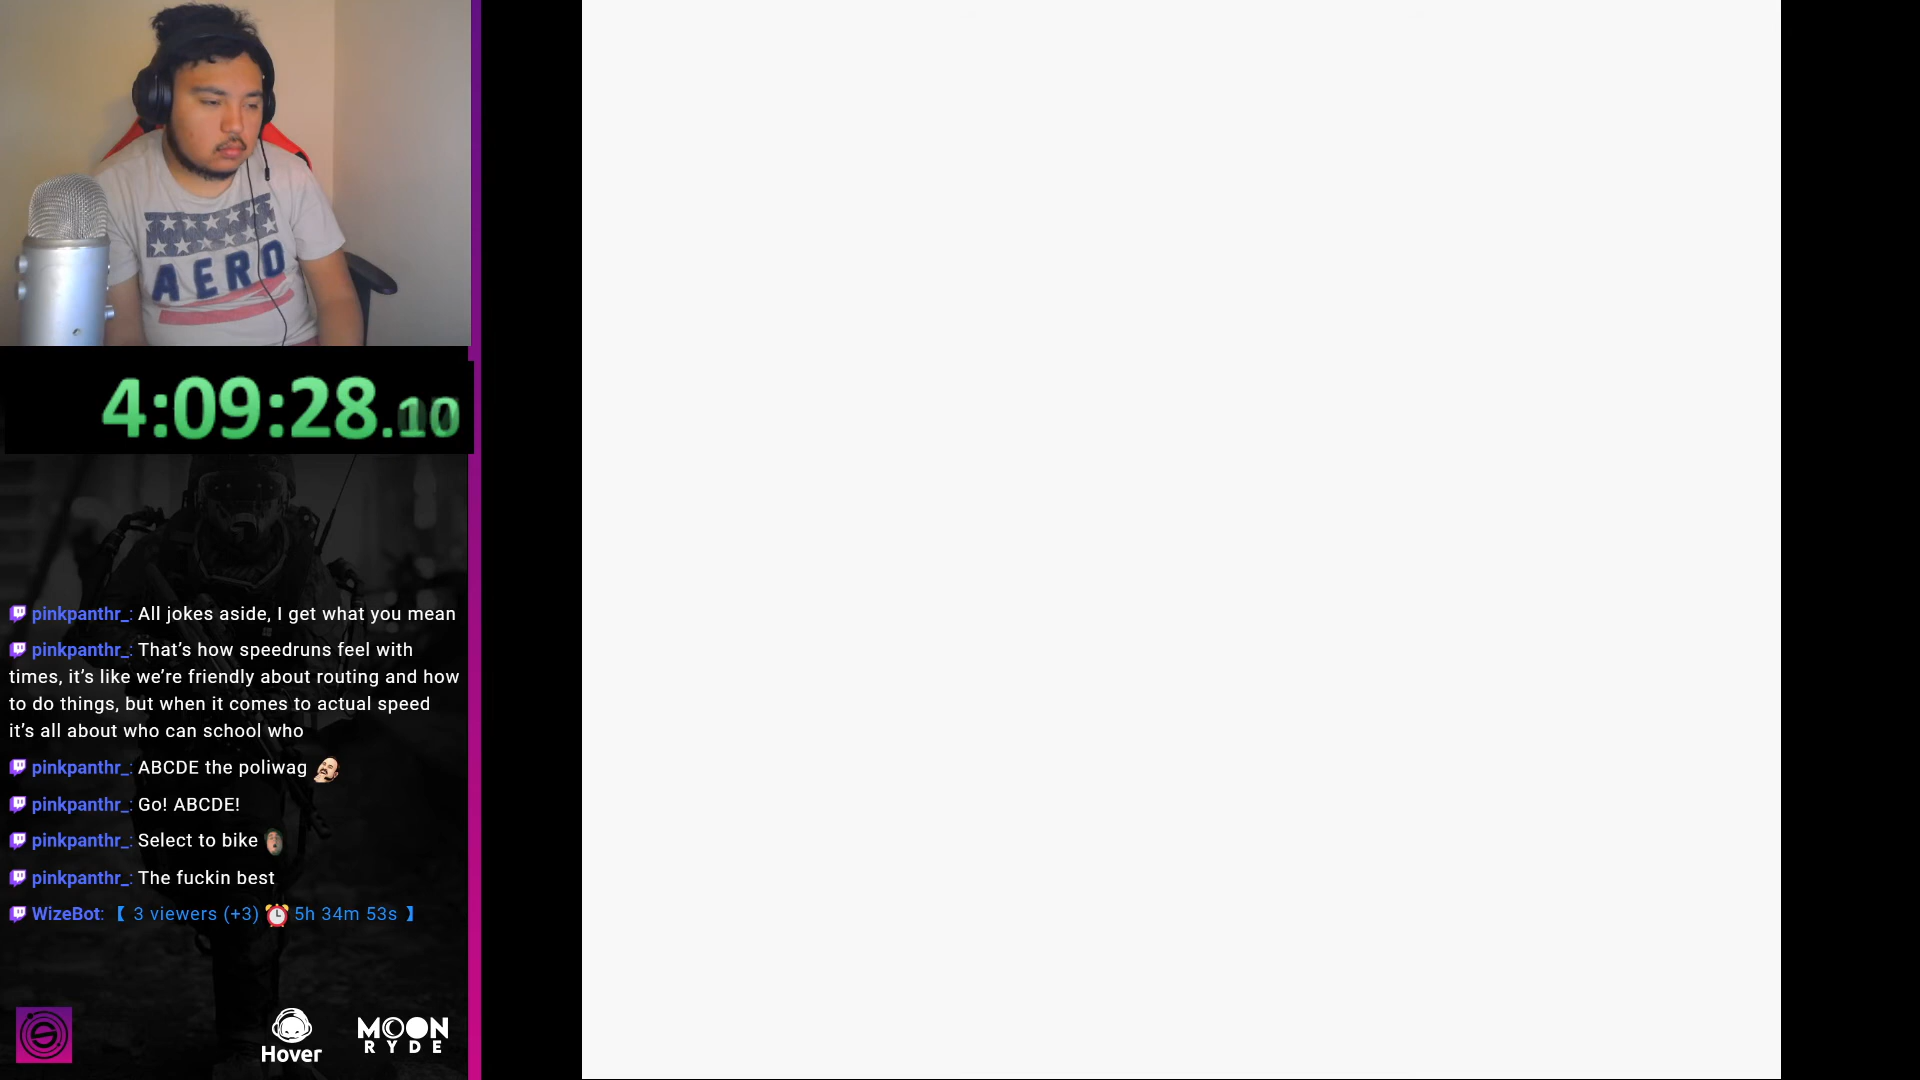 AERO
4:09:28.10
pinkpanthr_: All jokes aside, I get what you mean
pinkpanthr_: That’s how speedruns feel with
times, it’s like we’re friendly about routing and how
to do things, but when it comes to actual speed
it’s all about who can school who
pinkpanthr_: ABCDE the poliwag
pinkpanthr_: Go! ABCDE!
pinkpanthr_: Select to bike
pinkpanthr_: The fuckin best
WizeBot: 【 3 viewers (+3) ⏰ 5h 34m 53s 】
Hover
MOON
RYDE